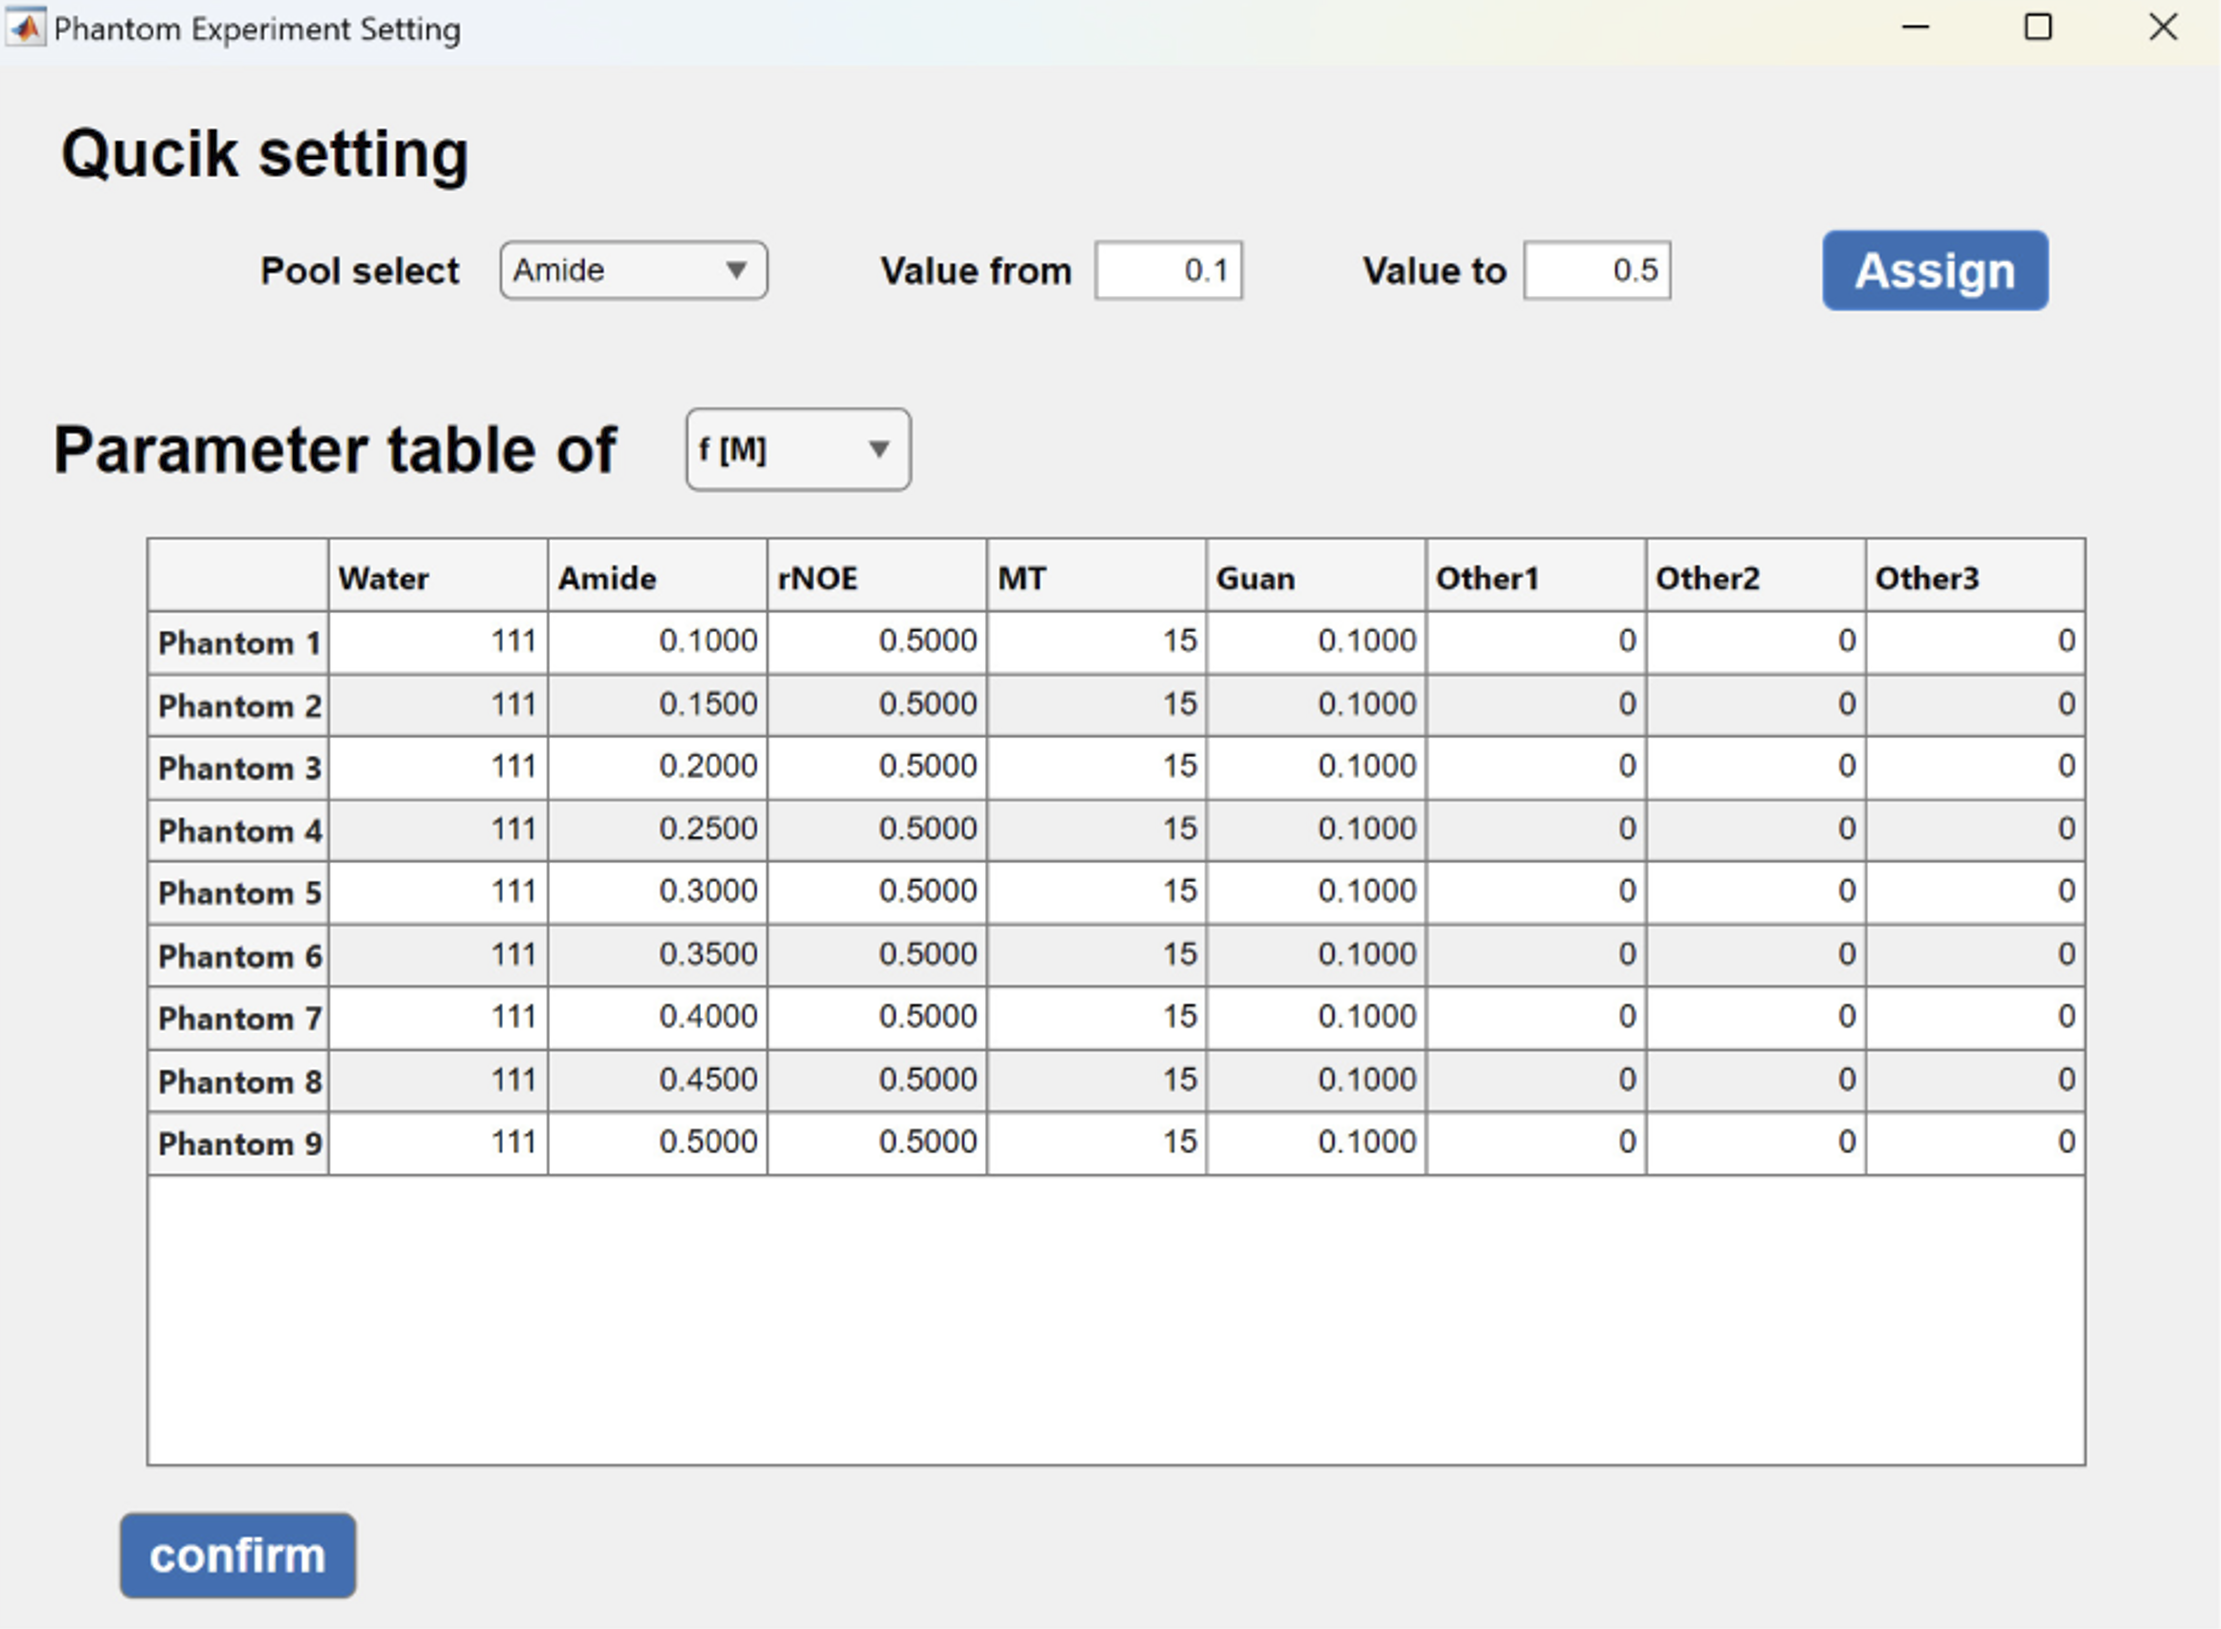 Phantom Experiment Setting
Qucik setting
Pool select Amide Value from 0.1 Value to 0.5 Assign
Parameter table of f [M]
Water Amide rNOE MT Guan Other1 Other2 Other3
Phantom 1 111 0.1000 0.5000 15 0.1000 0 0 0
Phantom 2 111 0.1500 0.5000 15 0.1000 0 0 0
Phantom 3 111 0.2000 0.5000 15 0.1000 0 0 0
Phantom 4 111 0.2500 0.5000 15 0.1000 0 0 0
Phantom 5 111 0.3000 0.5000 15 0.1000 0 0 0
Phantom 6 111 0.3500 0.5000 15 0.1000 0 0 0
Phantom 7 111 0.4000 0.5000 15 0.1000 0 0 0
Phantom 8 111 0.4500 0.5000 15 0.1000 0 0 0
Phantom 9 111 0.5000 0.5000 15 0.1000 0 0 0
confirm